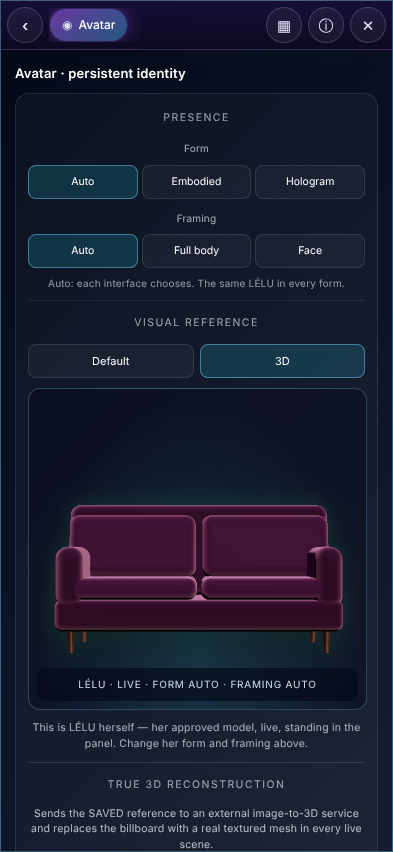 Avatar
Avatar · persistent identity
PRESENCE
Form
Auto
Embodied
Hologram
Framing
Auto
Full body
Face
Auto: each interface chooses. The same LÉLU in every form.
VISUAL REFERENCE
Default
3D
LÉLU · LIVE · FORM AUTO · FRAMING AUTO
This is LÉLU herself — her approved model, live, standing in the
panel. Change her form and framing above.
TRUE 3D RECONSTRUCTION
Sends the SAVED reference to an external image-to-3D service
and replaces the billboard with a real textured mesh in every live
scene.